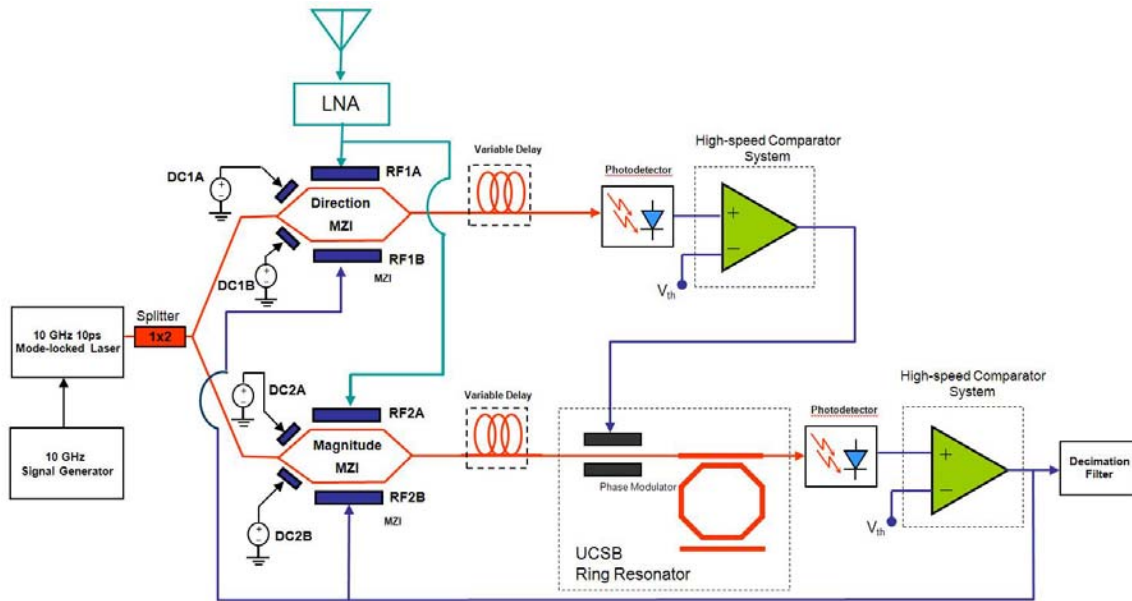 LNA
High-speed Comparator
System
Variable Delay
DC1A
RF1A
Photodetector
Direction
MZI
+
−
RF1B
MZI
DC1B
Vth
Splitter
1x2
10 GHz 10ps
Mode-locked Laser
DC2A
High-speed Comparator
System
Variable Delay
RF2A
Photodetector
Magnitude
MZI
10 GHz
Signal Generator
Phase Modulator
+
−
Decimation
Filter
RF2B
MZI
DC2B
Vth
UCSB
Ring Resonator